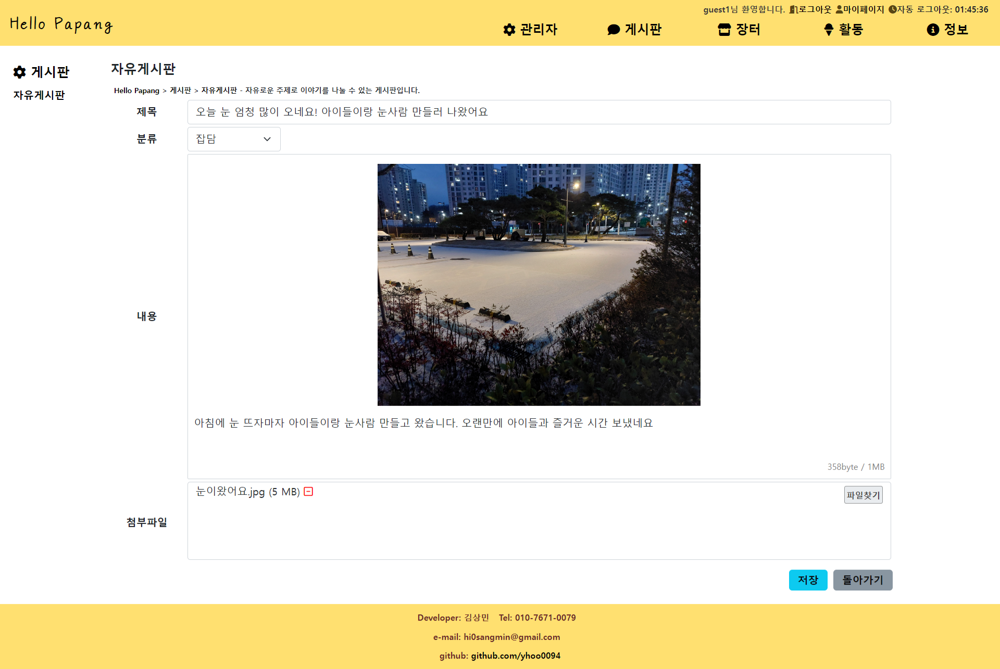 guest1님 환영합니다. 로그아웃 마이페이지 자동 로그아웃: 01:45:36
Hello Papang
관리자 게시판 장터 활동 정보
게시판
자유게시판
자유게시판
Hello Papang > 게시판 > 자유게시판 - 자유로운 주제로 이야기를 나눌 수 있는 게시판입니다.
제목 오늘 눈 엄청 많이 오네요! 아이들이랑 눈사람 만들러 나왔어요
분류 잡담
내용
아침에 눈 뜨자마자 아이들이랑 눈사람 만들고 왔습니다. 오랜만에 아이들과 즐거운 시간 보냈네요
358byte / 1MB
첨부파일
눈이왔어요.jpg (5 MB)
파일찾기
저장 돌아가기
Developer: 김상민 Tel: 010-7671-0079
e-mail: hi0sangmin@gmail.com
github: github.com/yhoo0094